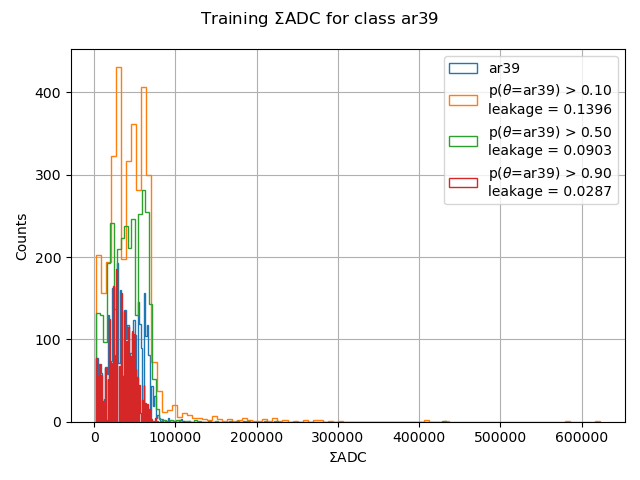 Training ΣADC for class ar39
ar39
p(θ=ar39) > 0.10
leakage = 0.1396
p(θ=ar39) > 0.50
leakage = 0.0903
p(θ=ar39) > 0.90
leakage = 0.0287
Counts
400
300
200
100
0
0 100000 200000 300000 400000 500000 600000
ΣADC